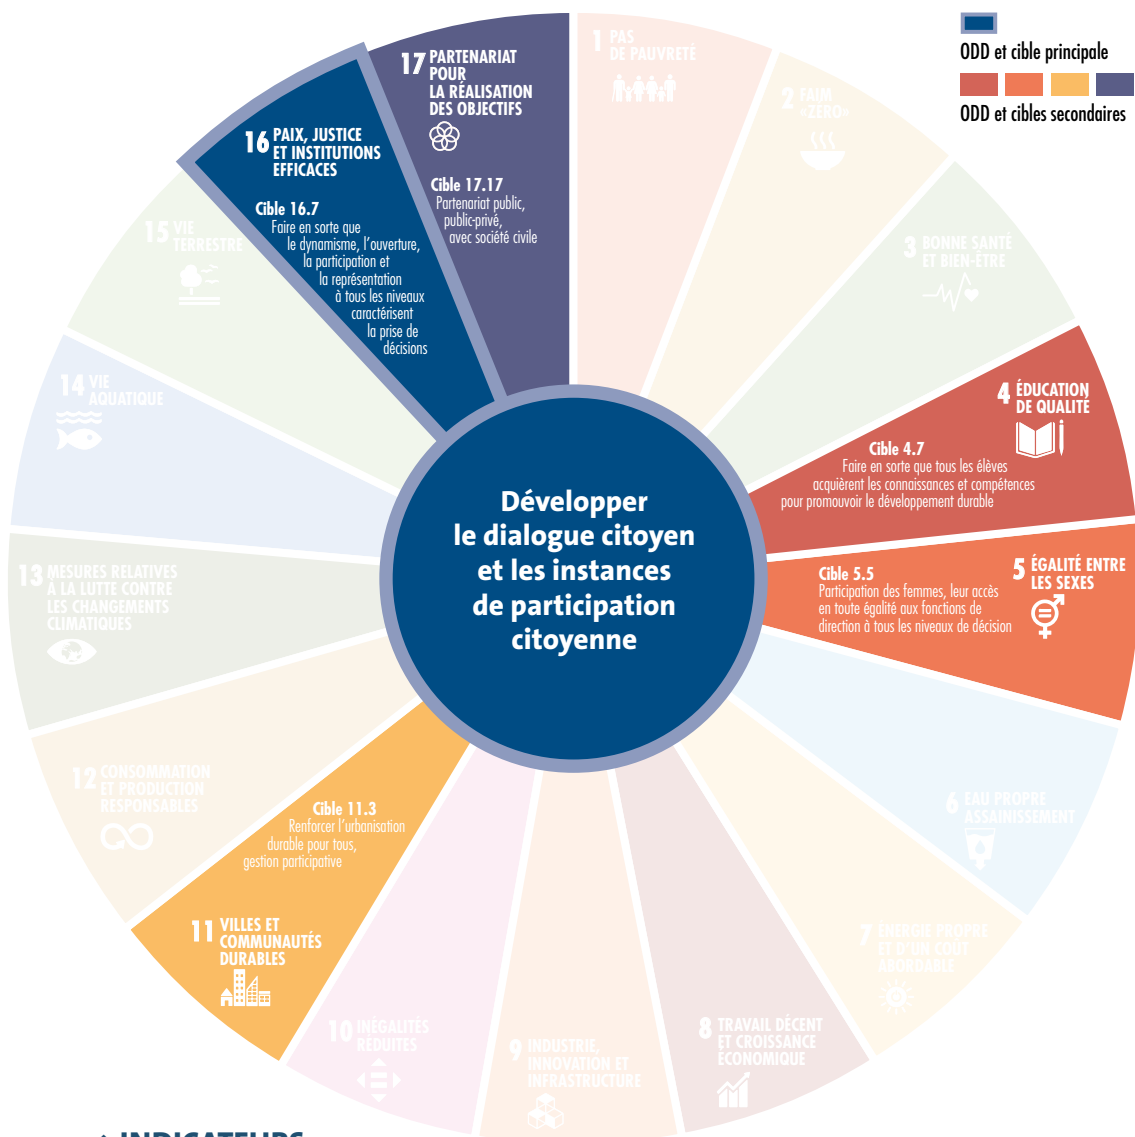 ODD et cible principale
ODD et cibles secondaires
1 PAS
DE PAUVRETÉ
2 FAIM
«ZÉRO»
3 BONNE SANTÉ
ET BIEN-ÊTRE
4 ÉDUCATION
DE QUALITÉ
Cible 4.7
Faire en sorte que tous les élèves
acquièrent les connaissances et compétences
pour promouvoir le développement durable
5 ÉGALITÉ ENTRE
LES SEXES
Cible 5.5
Participation des femmes, leur accès
en toute égalité aux fonctions de
direction à tous les niveaux de décision
6 EAU PROPRE
ASSAINISSEMENT
7 ÉNERGIE PROPRE
ET D'UN COÛT
ABORDABLE
8 TRAVAIL DÉCENT
ET CROISSANCE
ÉCONOMIQUE
9 INDUSTRIE,
INNOVATION ET
INFRASTRUCTURE
10 INÉGALITÉS
RÉDUITES
11 VILLES ET
COMMUNAUTÉS
DURABLES
Cible 11.3
Renforcer l'urbanisation
durable pour tous,
gestion participative
12 CONSOMMATION
ET PRODUCTION
RESPONSABLES
13 MESURES RELATIVES
À LA LUTTE CONTRE
LES CHANGEMENTS
CLIMATIQUES
14 VIE
AQUATIQUE
15 VIE
TERRESTRE
16 PAIX, JUSTICE
ET INSTITUTIONS
EFFICACES
Cible 16.7
Faire en sorte que
le dynamisme, l'ouverture,
la participation et
la représentation
à tous les niveaux
caractérisent
la prise de
décisions
17 PARTENARIAT
POUR
LA RÉALISATION
DES OBJECTIFS
Cible 17.17
Partenariat public,
public-privé,
avec société civile
Développer
le dialogue citoyen
et les instances
de participation
citoyenne
INDICATEURS